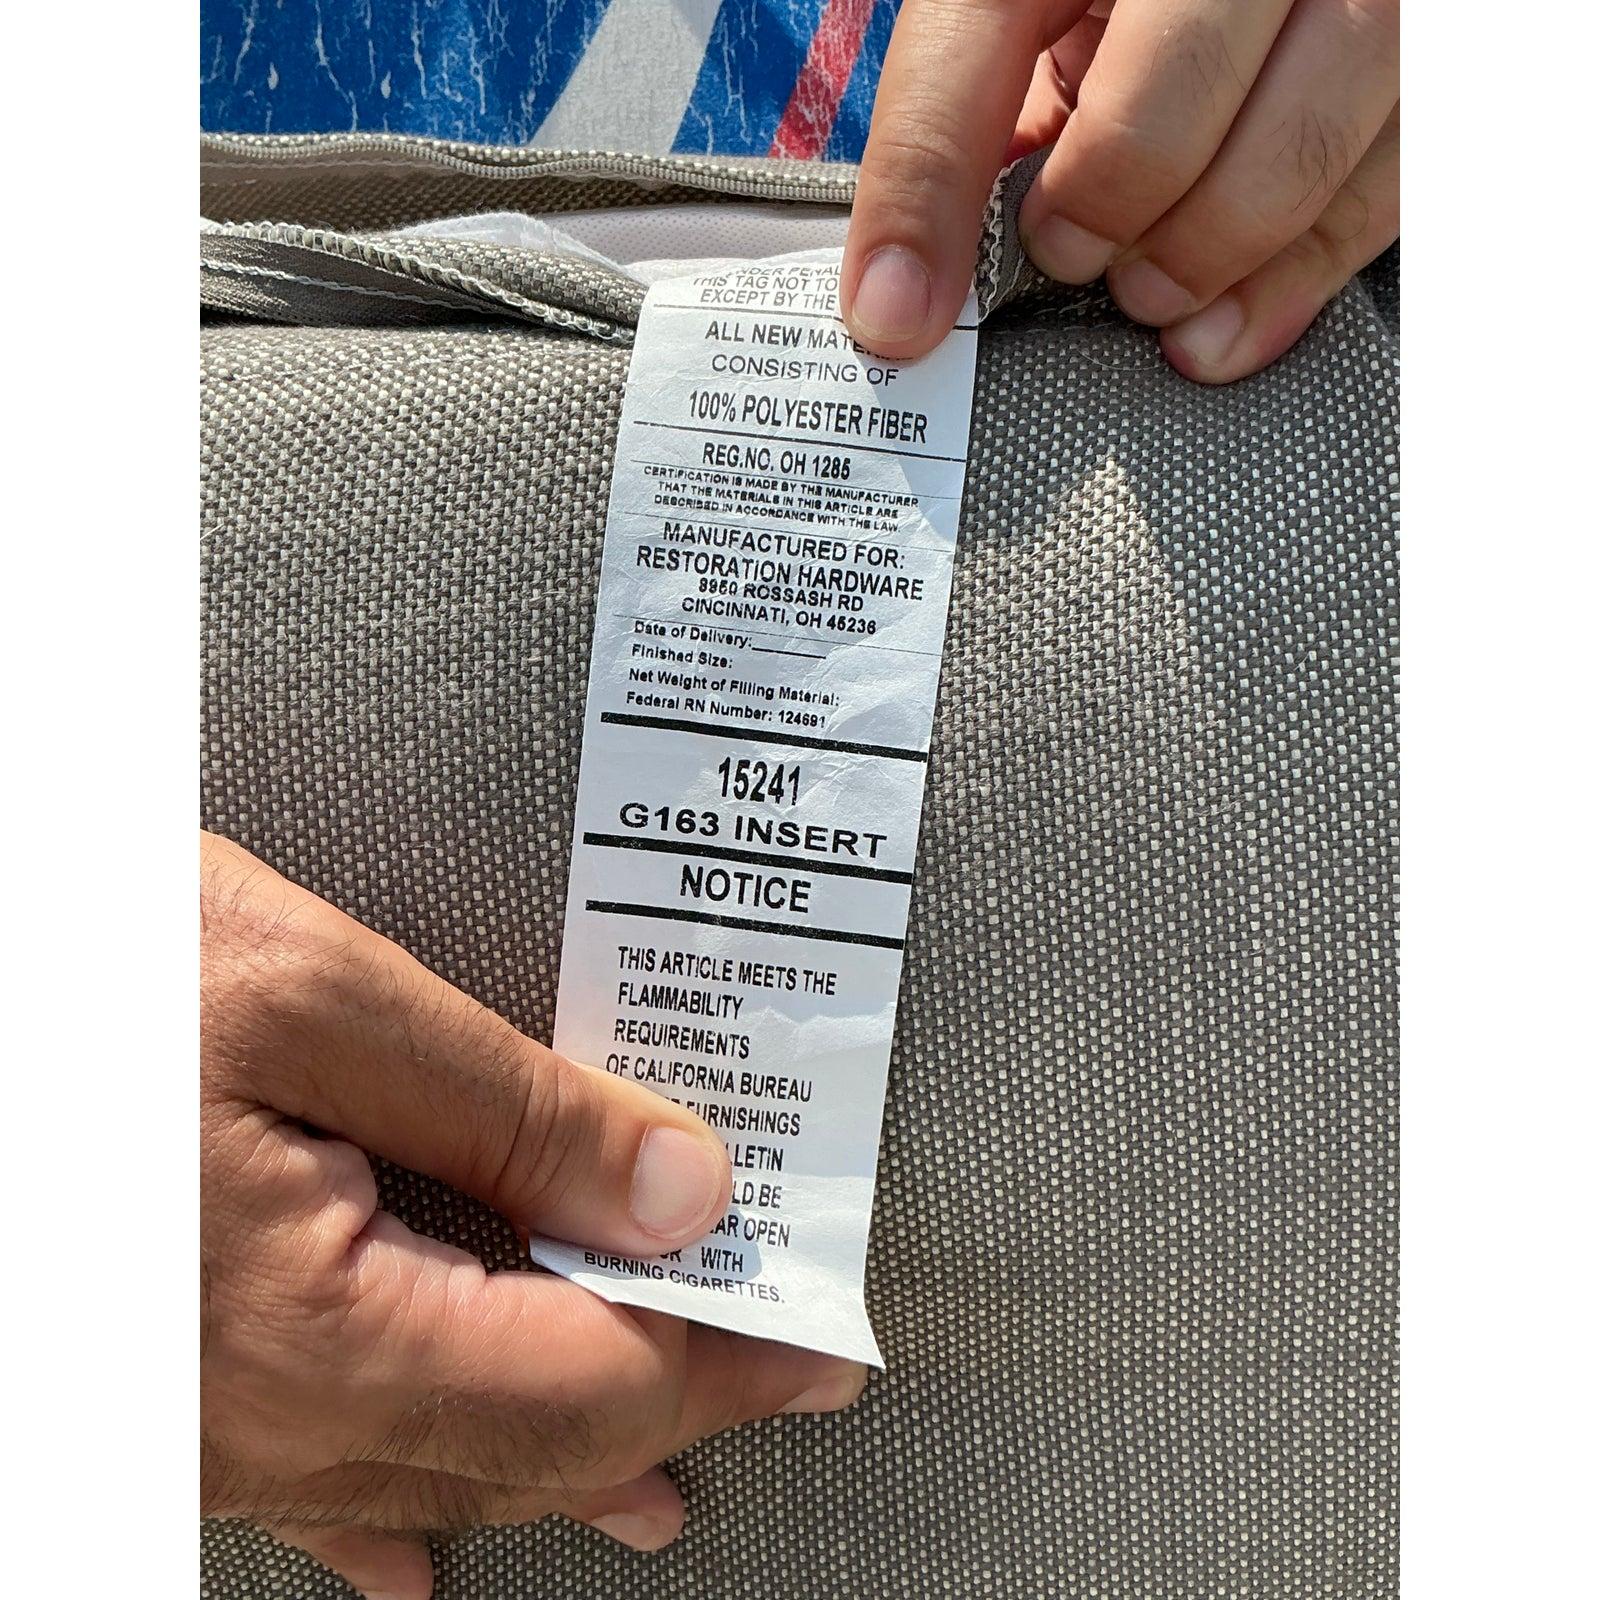 THIS TAG NOT TO
EXCEPT BY THE
ALL NEW
CONSISTING OF
100% POLYESTER FIBER
REG.NO. OH 1285
CERTIFICATION IS MADE BY THE MANUFACTURER
THAT THE MATERIALS IN THIS ARTICLE ARE
DESCRIBED IN ACCORDANCE WITH THE LAW.
MANUFACTURED FOR:
RESTORATION HARDWARE
8950 ROSSASH RD
CINCINNATI, OH 45236
Date of Delivery:
Finished Size:
Net Weight of Filling Material:
Federal RN Number: 124691
15241
G163 INSERT
NOTICE
THIS ARTICLE MEETS THE
FLAMMABILITY
REQUIREMENTS
OF CALIFORNIA BUREAU
FURNISHINGS
BE
OPEN
WITH
BURNING CIGARETTES.